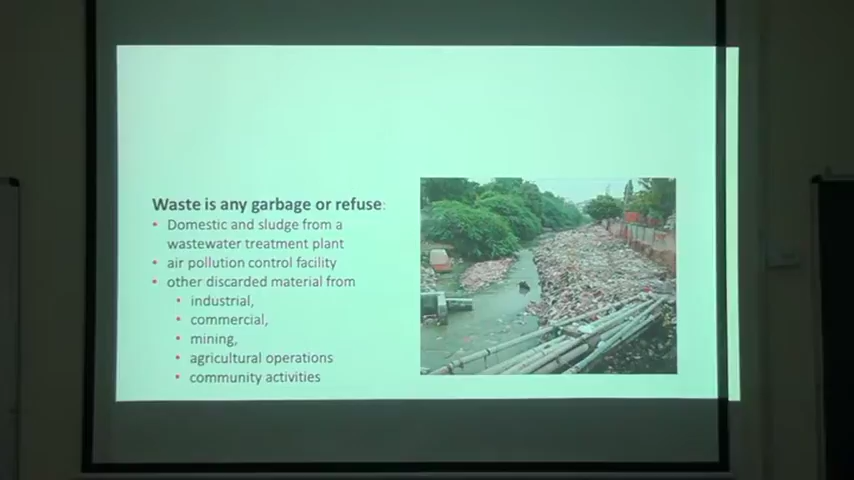 Waste is any garbage or refuse:
• Domestic and sludge from a
wastewater treatment plant
• air pollution control facility
• other discarded material from
• industrial,
• commercial,
• mining,
• agricultural operations
• community activities